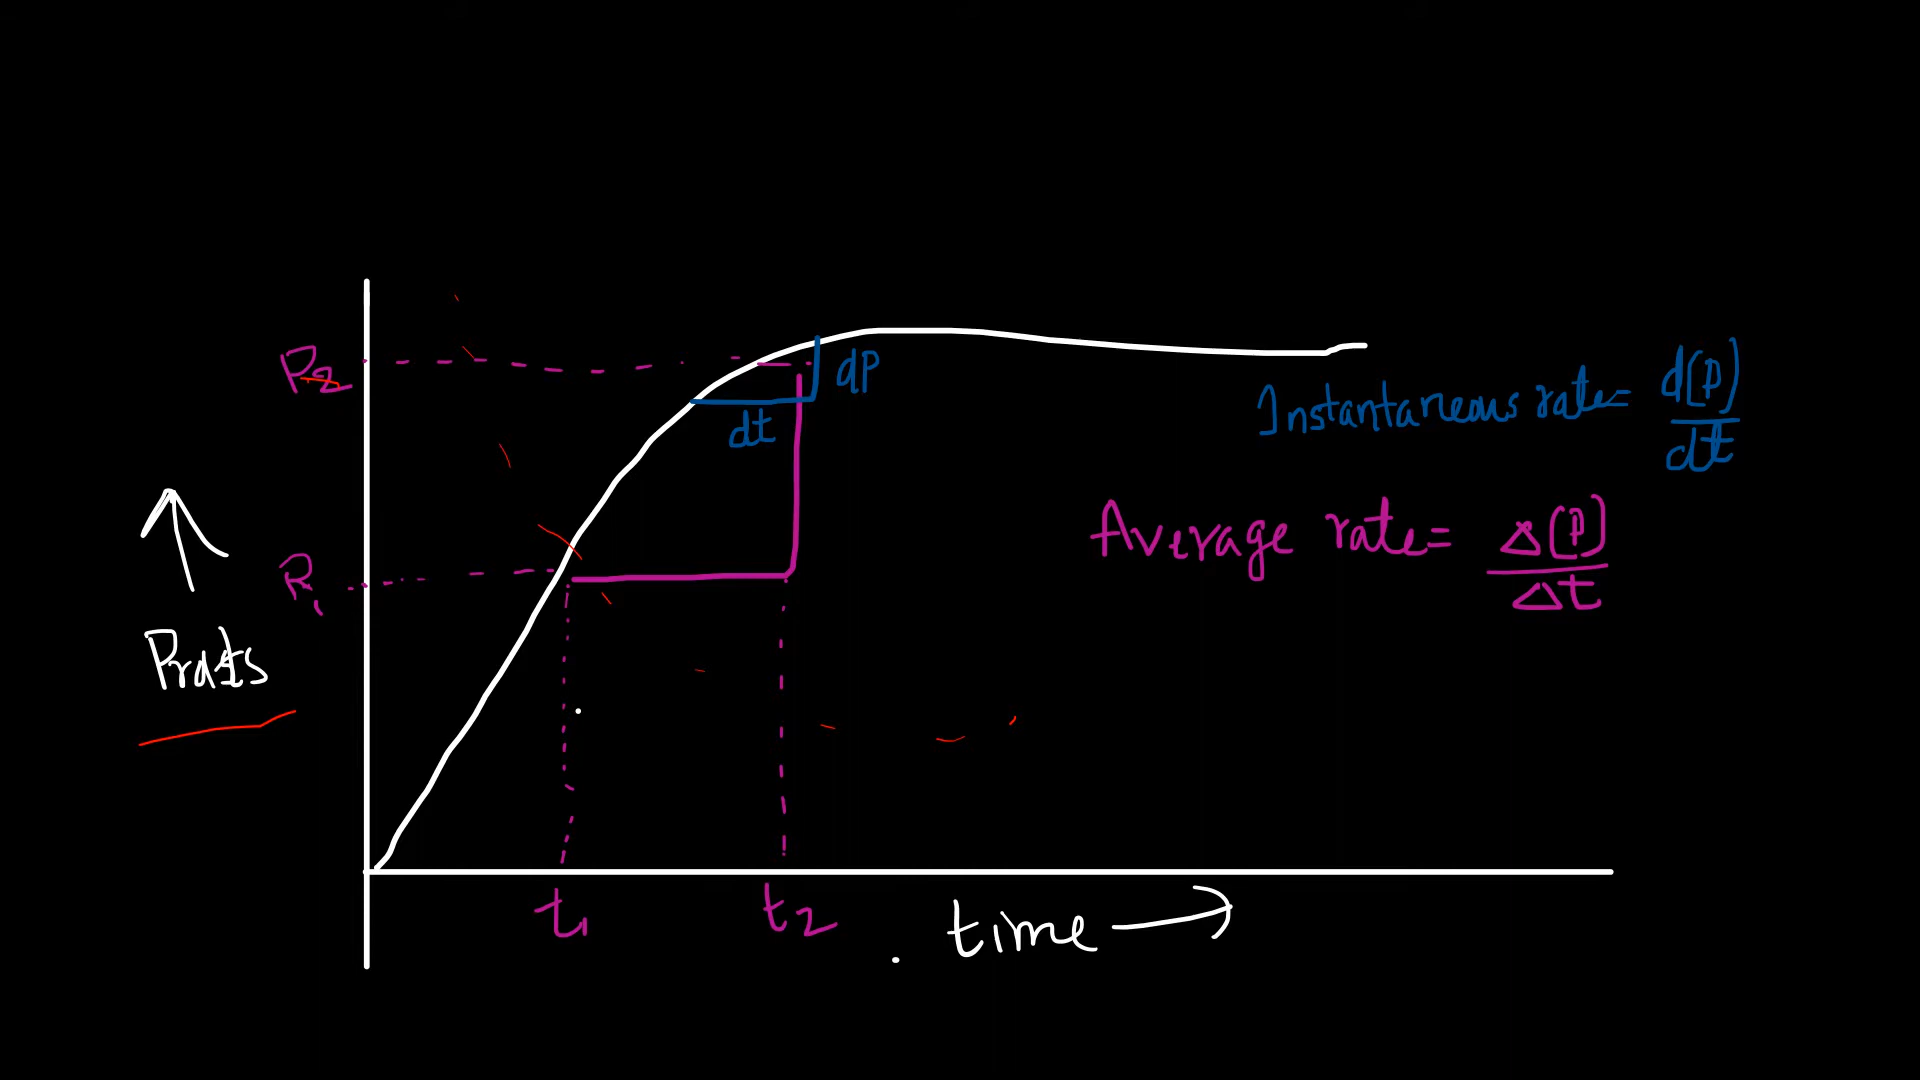 P2
dP
dt
Instantaneous rate = d[P]/dt
Average rate = Δ[P]/Δt
P1
t1
t2
time